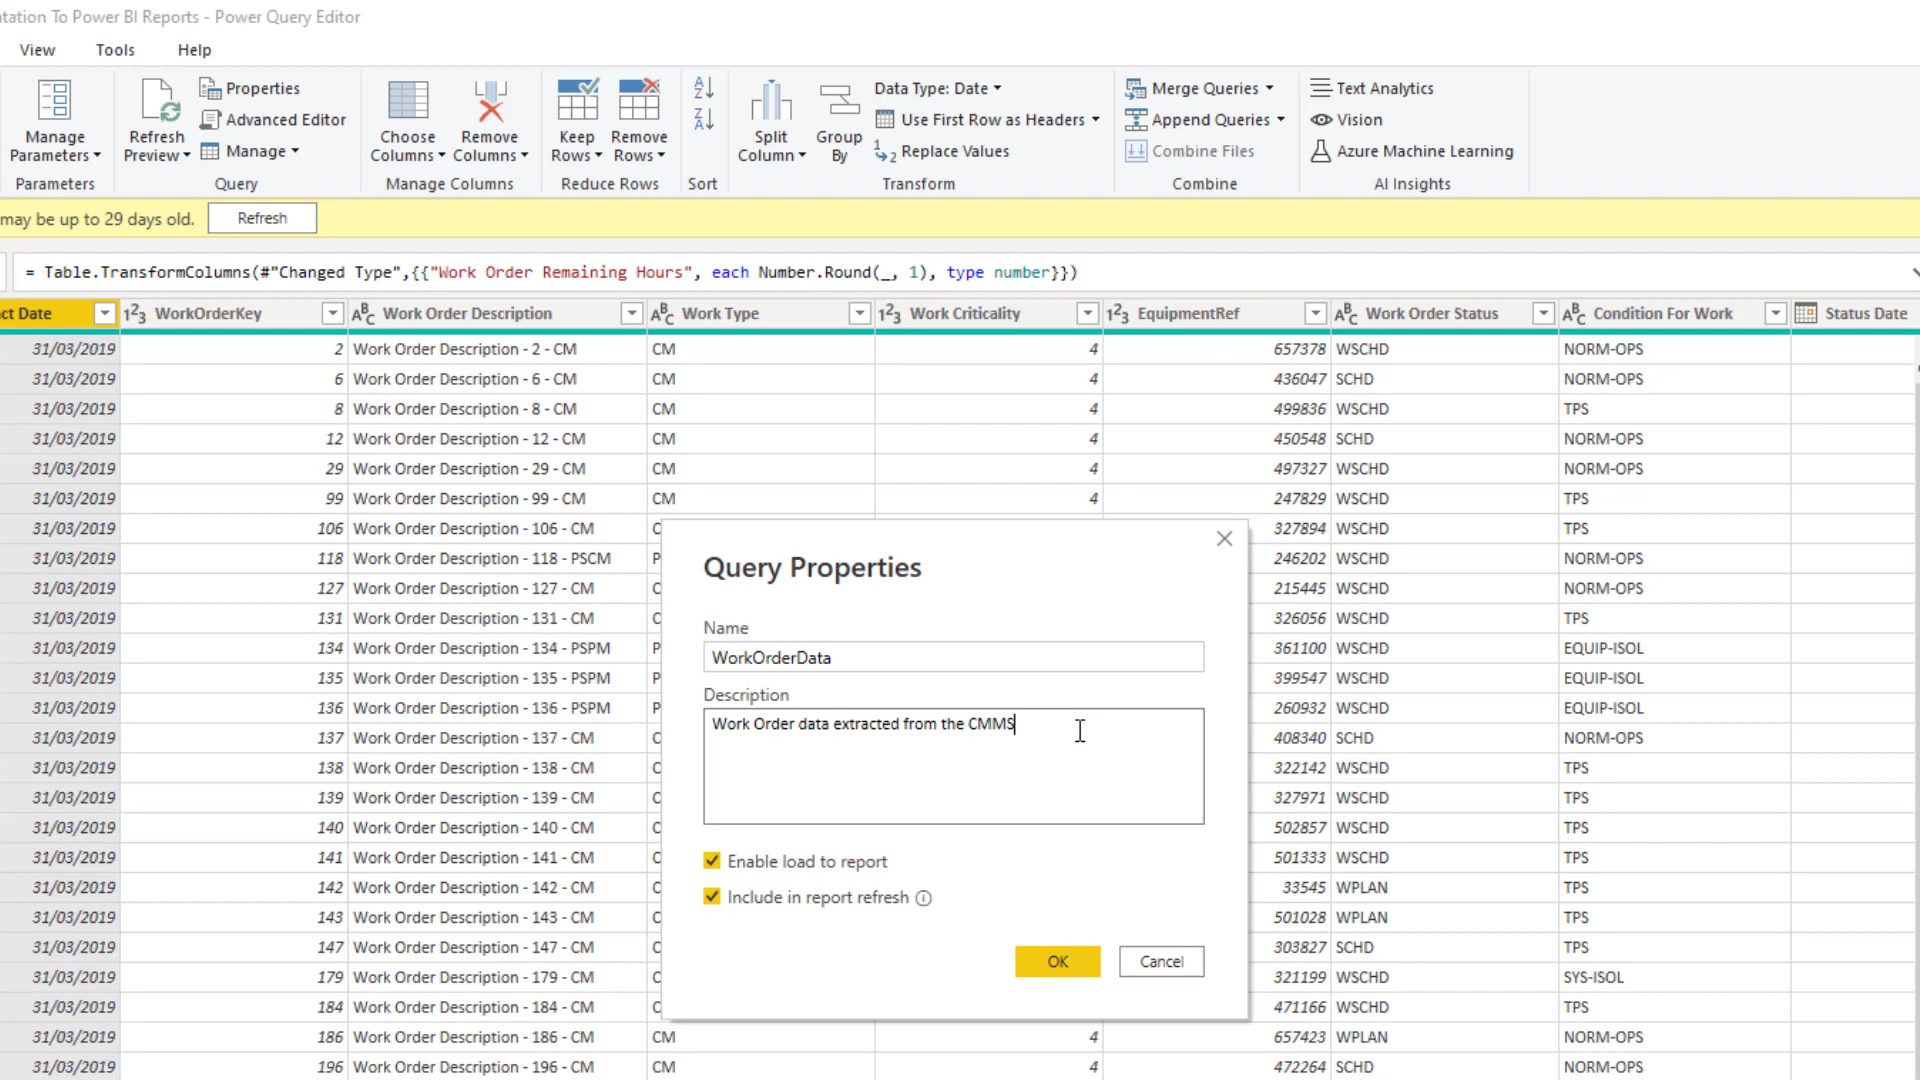 ntation To Power BI Reports - Power Query Editor
View Tools Help
Manage Parameters
Refresh Preview
Properties
Advanced Editor
Manage
Choose Columns
Remove Columns
Keep Rows
Remove Rows
Split Column
Group By
Data Type: Date
Use First Row as Headers
Replace Values
Merge Queries
Append Queries
Combine Files
Text Analytics
Vision
Azure Machine Learning
Parameters Query Manage Columns Reduce Rows Sort Transform Combine AI Insights
may be up to 29 days old. Refresh
= Table.TransformColumns(#"Changed Type",{{"Work Order Remaining Hours", each Number.Round(_, 1), type number}})
ct Date WorkOrderKey Work Order Description Work Type Work Criticality EquipmentRef Work Order Status Condition For Work Status Date
31/03/2019 2 Work Order Description - 2 - CM CM 4 657378 WSCHD NORM-OPS
31/03/2019 6 Work Order Description - 6 - CM CM 4 436047 SCHD NORM-OPS
31/03/2019 8 Work Order Description - 8 - CM CM 4 499836 WSCHD TPS
31/03/2019 12 Work Order Description - 12 - CM CM 4 450548 SCHD NORM-OPS
31/03/2019 29 Work Order Description - 29 - CM CM 4 497327 WSCHD NORM-OPS
31/03/2019 99 Work Order Description - 99 - CM CM 4 247829 WSCHD TPS
31/03/2019 106 Work Order Description - 106 - CM C 327894 WSCHD TPS
31/03/2019 118 Work Order Description - 118 - PSCM P 246202 WSCHD NORM-OPS
31/03/2019 127 Work Order Description - 127 - CM C 215445 WSCHD NORM-OPS
31/03/2019 131 Work Order Description - 131 - CM C 326056 WSCHD TPS
31/03/2019 134 Work Order Description - 134 - PSPM P 361100 WSCHD EQUIP-ISOL
31/03/2019 135 Work Order Description - 135 - PSPM P 399547 WSCHD EQUIP-ISOL
31/03/2019 136 Work Order Description - 136 - PSPM P 260932 WSCHD EQUIP-ISOL
31/03/2019 137 Work Order Description - 137 - CM C 408340 SCHD NORM-OPS
31/03/2019 138 Work Order Description - 138 - CM C 322142 WSCHD TPS
31/03/2019 139 Work Order Description - 139 - CM C 327971 WSCHD TPS
31/03/2019 140 Work Order Description - 140 - CM C 502857 WSCHD TPS
31/03/2019 141 Work Order Description - 141 - CM C 501333 WSCHD TPS
31/03/2019 142 Work Order Description - 142 - CM C 33545 WPLAN TPS
31/03/2019 143 Work Order Description - 143 - CM C 501028 WPLAN TPS
31/03/2019 147 Work Order Description - 147 - CM C 303827 SCHD TPS
31/03/2019 179 Work Order Description - 179 - CM C 321199 WSCHD SYS-ISOL
31/03/2019 184 Work Order Description - 184 - CM C 471166 WSCHD TPS
31/03/2019 186 Work Order Description - 186 - CM CM 4 657423 WPLAN NORM-OPS
31/03/2019 196 Work Order Description - 196 - CM CM 4 472264 SCHD NORM-OPS
Query Properties
Name
WorkOrderData
Description
Work Order data extracted from the CMMS
Enable load to report
Include in report refresh
OK Cancel